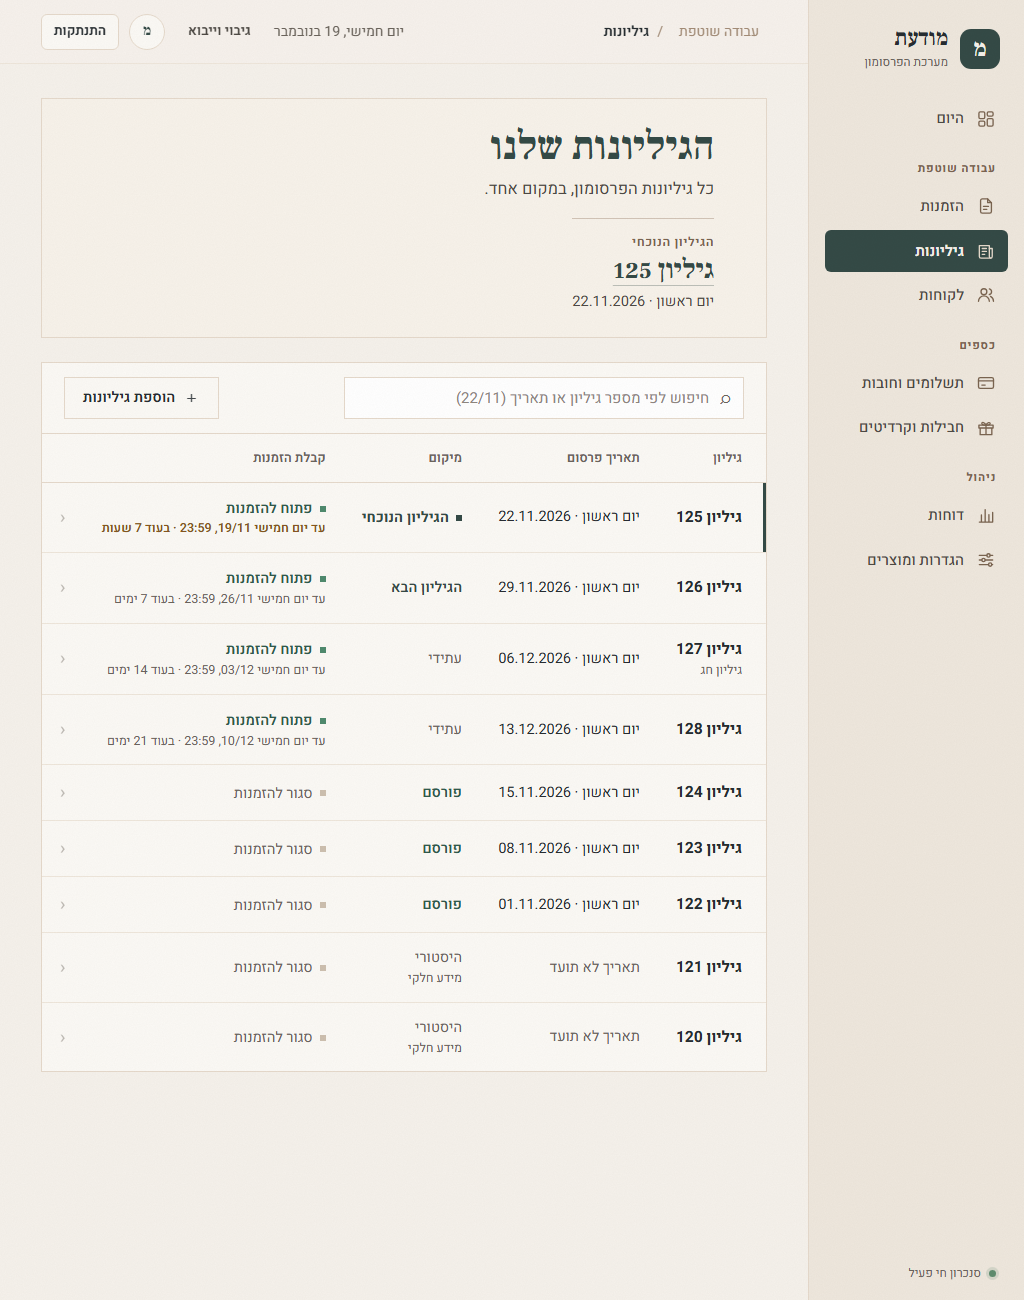 מ
מודעת
מערכת הפרסומון
היום
עבודה שוטפת
הזמנות
גיליונות
לקוחות
כספים
תשלומים וחובות
חבילות וקרדיטים
ניהול
דוחות
הגדרות ומוצרים
סנכרון חי פעיל
עבודה שוטפת / גיליונות
יום חמישי, 19 בנובמבר
גיבוי וייבוא
מ
התנתקות
הגיליונות שלנו
כל גיליונות הפרסומון, במקום אחד.
הגיליון הנוכחי
גיליון 125
יום ראשון · 22.11.2026
חיפוש לפי מספר גיליון או תאריך (22/11)
+ הוספת גיליונות
גיליון תאריך פרסום מיקום קבלת הזמנות
גיליון 125 יום ראשון · 22.11.2026 הגיליון הנוכחי פתוח להזמנות
עד יום חמישי 19/11, 23:59 · בעוד 7 שעות
גיליון 126 יום ראשון · 29.11.2026 הגיליון הבא פתוח להזמנות
עד יום חמישי 26/11, 23:59 · בעוד 7 ימים
גיליון 127 יום ראשון · 06.12.2026 עתידי פתוח להזמנות
גיליון חג עד יום חמישי 03/12, 23:59 · בעוד 14 ימים
גיליון 128 יום ראשון · 13.12.2026 עתידי פתוח להזמנות
עד יום חמישי 10/12, 23:59 · בעוד 21 ימים
גיליון 124 יום ראשון · 15.11.2026 פורסם סגור להזמנות
גיליון 123 יום ראשון · 08.11.2026 פורסם סגור להזמנות
גיליון 122 יום ראשון · 01.11.2026 פורסם סגור להזמנות
גיליון 121 תאריך לא תועד היסטורי סגור להזמנות
מידע חלקי
גיליון 120 תאריך לא תועד היסטורי סגור להזמנות
מידע חלקי